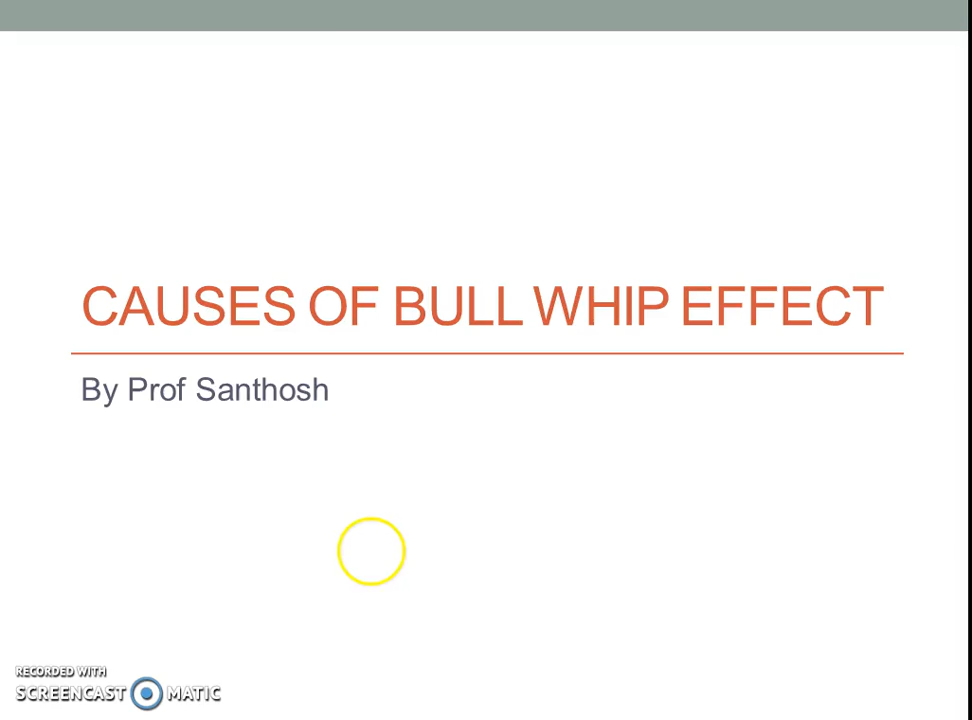 CAUSES OF BULL WHIP EFFECT
By Prof Santhosh
RECORDED WITH
SCREENCAST MATIC